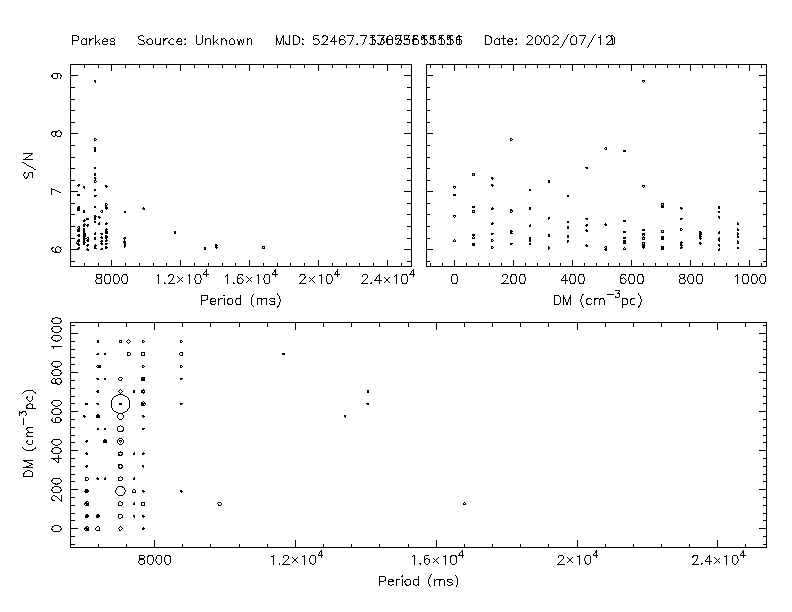 Parkes Source: Unknown MJD: Date: 2002/07/12
S/N
9
8
7
6
8000 1.2×10⁴ 1.6×10⁴ 2×10⁴ 2.4×10⁴
Period (ms)
0 200 400 600 800 1000
DM (cm⁻³pc)
DM (cm⁻³pc)
1000
800
600
400
200
0
8000 1.2×10⁴ 1.6×10⁴ 2×10⁴ 2.4×10⁴
Period (ms)